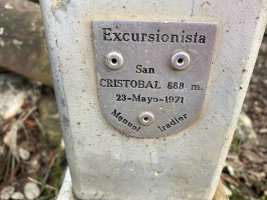 Excursionista
San
CRISTOBAL 888 m.
23-Mayo-1971
Manuel Iradier